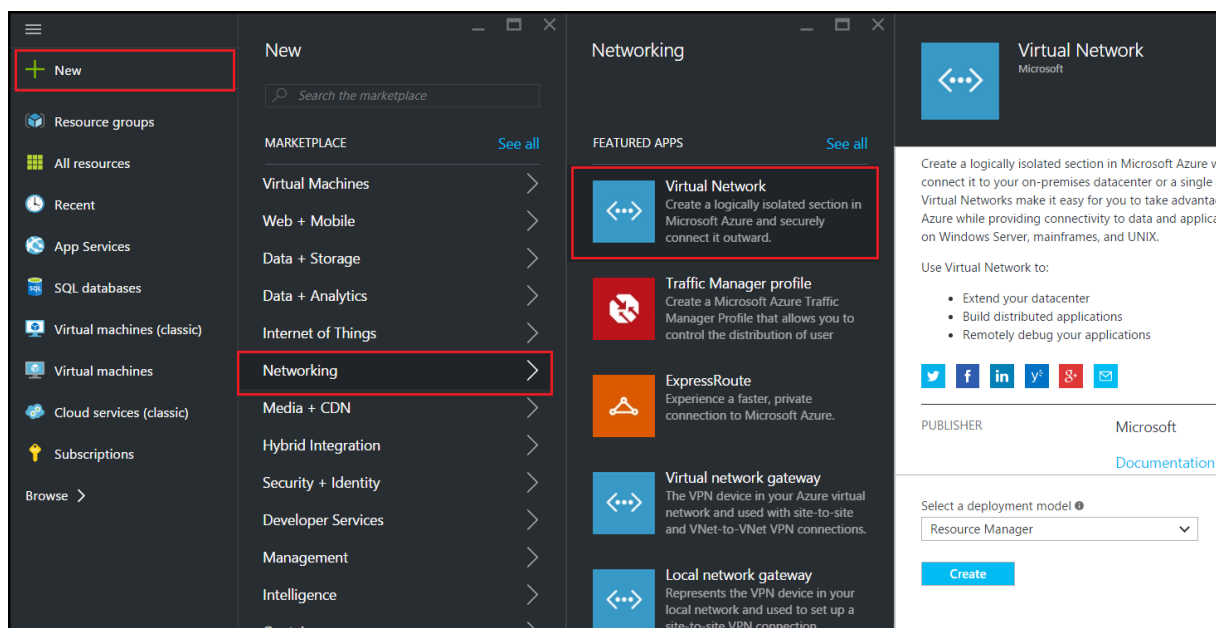 New
Resource groups
All resources
Recent
App Services
SQL
SQL databases
Virtual machines (classic)
Virtual machines
Cloud services (classic)
Subscriptions
Browse
New
Search the marketplace
MARKETPLACE See all
Virtual Machines
Web + Mobile
Data + Storage
Data + Analytics
Internet of Things
Networking
Media + CDN
Hybrid Integration
Security + Identity
Developer Services
Management
Intelligence
Networking
FEATURED APPS See all
Virtual Network
Create a logically isolated section in
Microsoft Azure and securely
connect it outward.
Traffic Manager profile
Create a Microsoft Azure Traffic
Manager Profile that allows you to
control the distribution of user
ExpressRoute
Experience a faster, private
connection to Microsoft Azure.
Virtual network gateway
The VPN device in your Azure virtual
network and used with site-to-site
and VNet-to-VNet VPN connections.
Local network gateway
Represents the VPN device in your
local network and used to set up a
site-to-site VPN connection
Virtual Network
Microsoft
Create a logically isolated section in Microsoft Azure
connect it to your on-premises datacenter or a single
Virtual Networks make it easy for you to take
Azure while providing connectivity to data and
on Windows Server, mainframes, and UNIX.
Use Virtual Network to:
• Extend your datacenter
• Build distributed applications
• Remotely debug your applications
f in y 8+
PUBLISHER Microsoft
Documentation
Select a deployment model
Resource Manager
Create